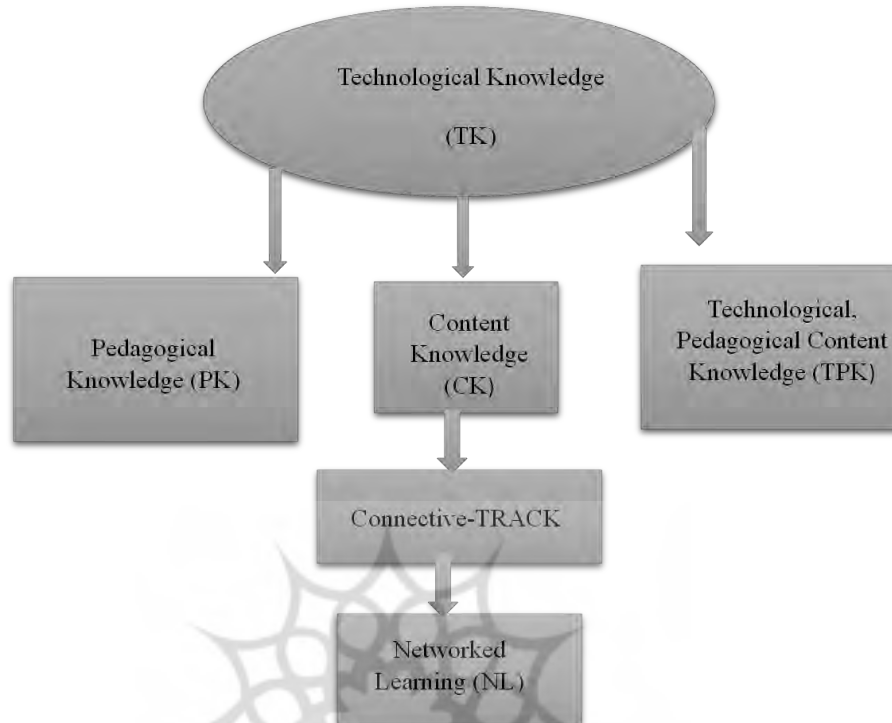 Technological Knowledge
(TK)
Pedagogical
Knowledge (PK)
Content
Knowledge
(CK)
Technological,
Pedagogical Content
Knowledge (TPK)
Connective-TRACK
Networked
Learning (NL)